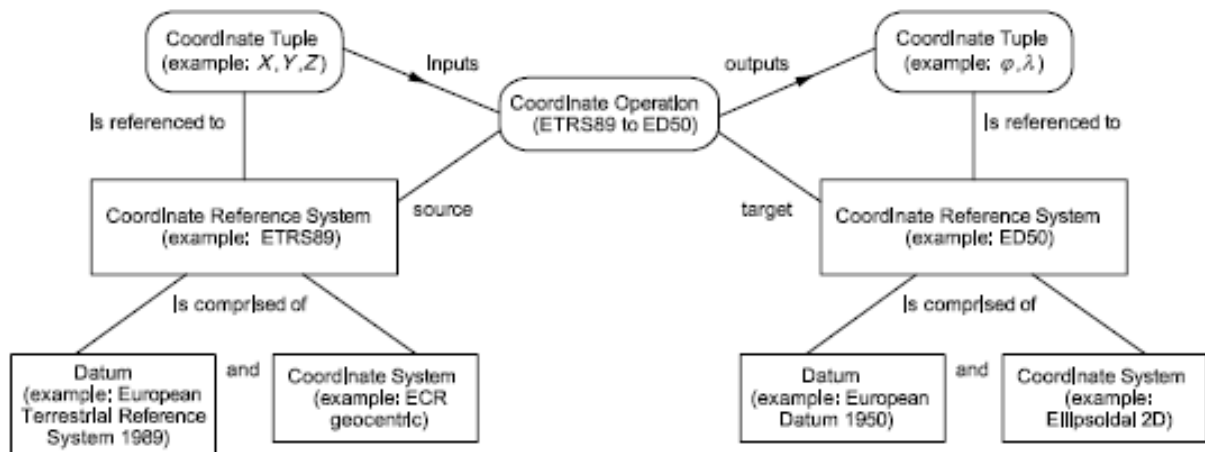 Coordinate Tuple
(example: X,Y,Z)
Inputs
outputs
Coordinate Tuple
(example: φ,λ)
Coordinate Operation
(ETRS89 to ED50)
Is referenced to
Is referenced to
Coordinate Reference System
(example: ETRS89)
source
target
Coordinate Reference System
(example: ED50)
Is comprised of
Is comprised of
Datum
(example: European
Terrestrial Reference
System 1989)
and
Coordinate System
(example: ECR
geocentric)
Datum
(example: European
Datum 1950)
and
Coordinate System
(example:
Ellipsoidal 2D)